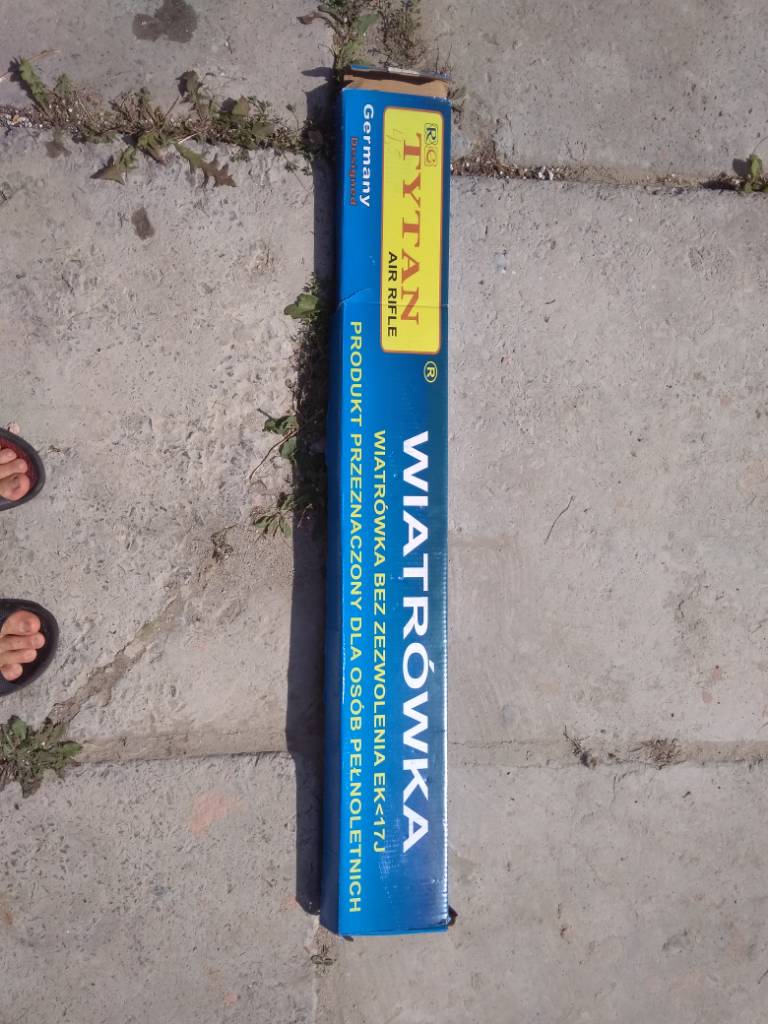 RC
TYTAN
AIR RIFLE
®
Germany
Designed
WIATRÓWKA
WIATRÓWKA BEZ ZEZWOLENIA EK<17J
PRODUKT PRZEZNACZONY DLA OSÓB PEŁNOLETNICH